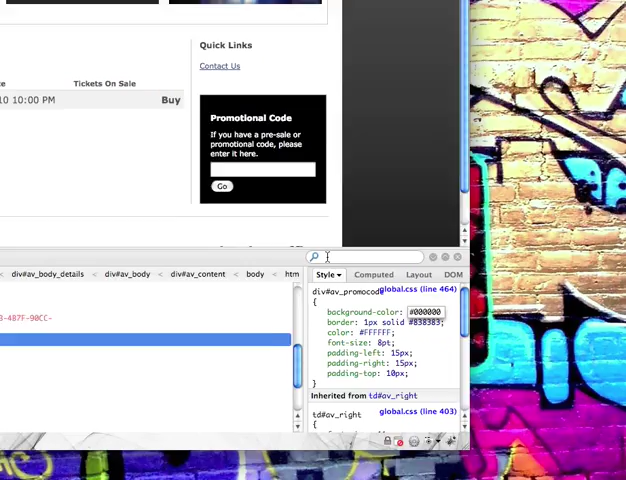 Quick Links
Contact Us
Tickets On Sale
10 10:00 PM
Buy
Promotional Code
If you have a pre-sale or
promotional code, please
enter it here.
Go
div#av_body_details < div#av_body < div#av_content < body < htm
3-487F-90CC-
Style Computed Layout DOM
div#av_promocode global.css (line 464)
{
background-color: #000000
border: 1px solid #838383;
color: #FFFFFF;
font-size: 8pt;
padding-left: 15px;
padding-right: 15px;
padding-top: 10px;
}
Inherited from td#av_right
td#av_right global.css (line 403)
{